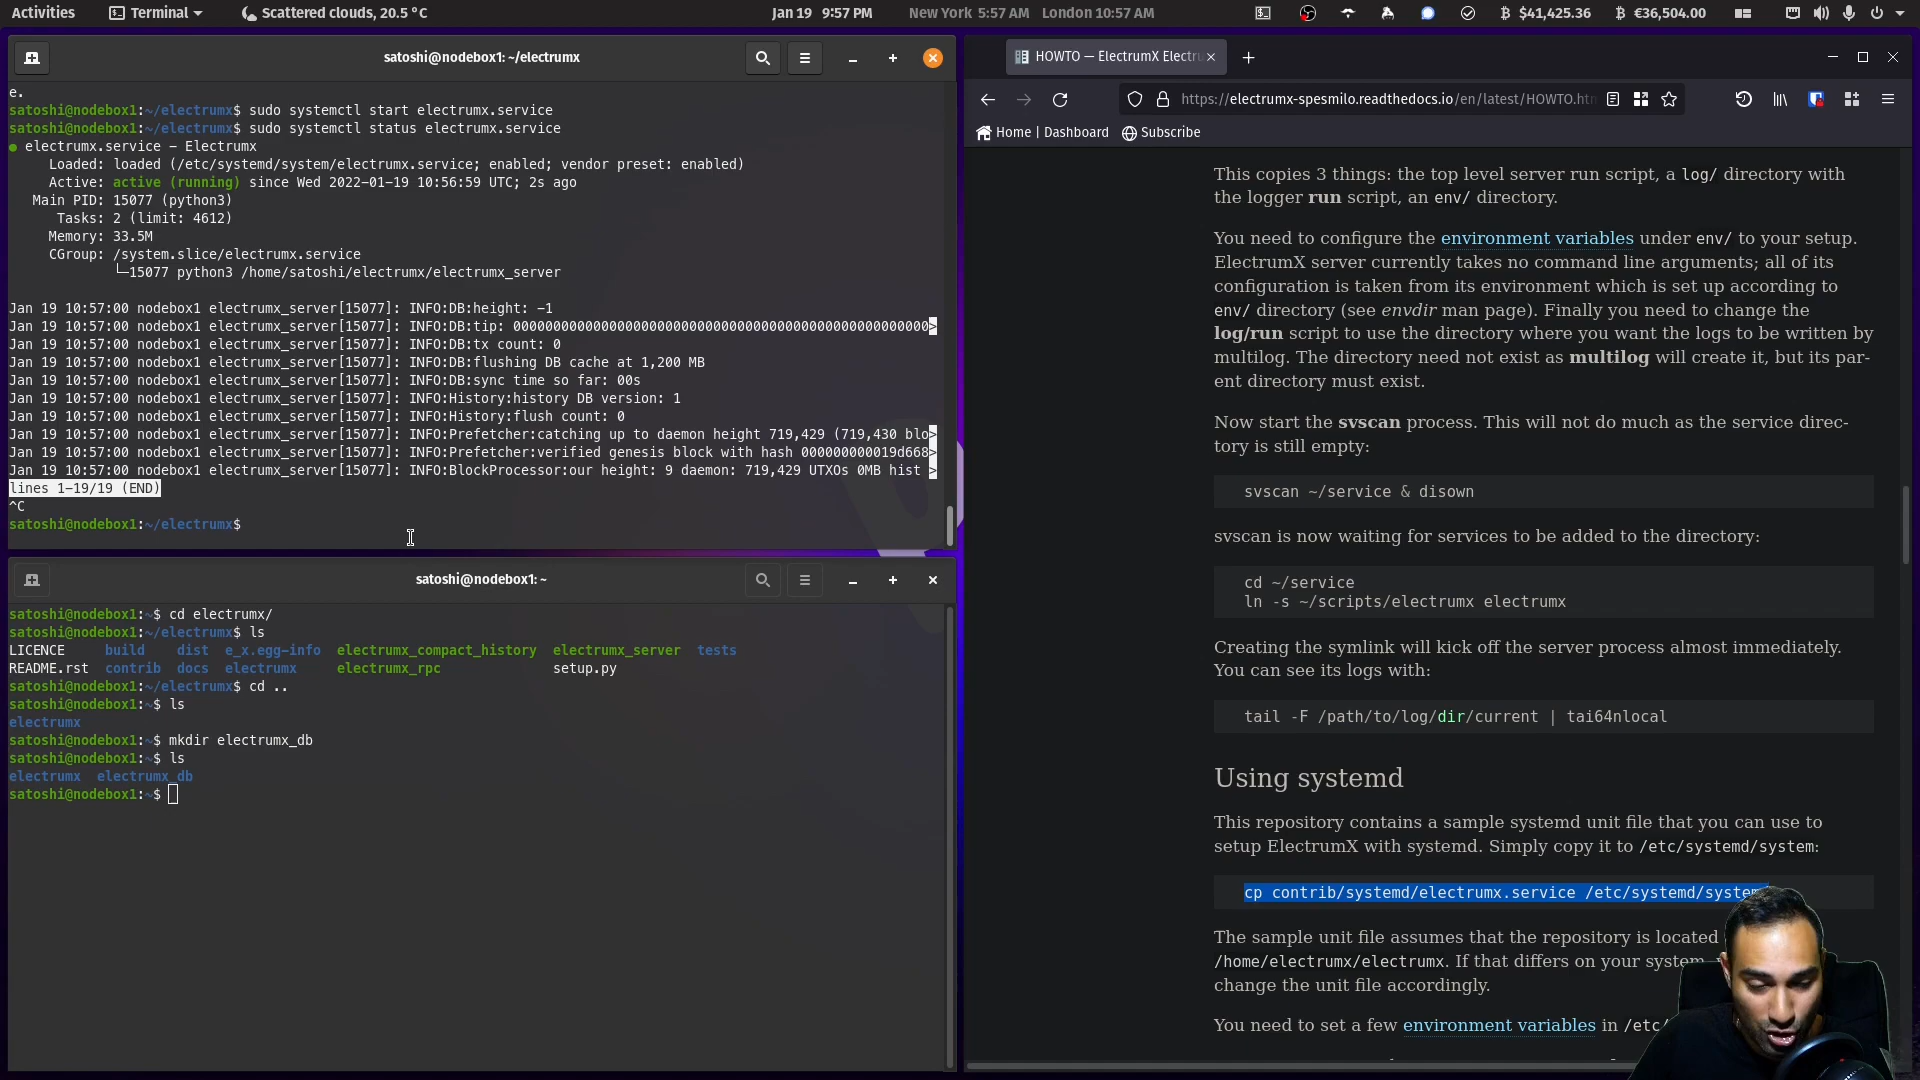 Activities
Terminal
Scattered clouds, 20.5 °C
Jan 19 9:57 PM
New York 5:57 AM London 10:57 AM
₿ $41,425.36
₿ €36,504.00
satoshi@nodebox1: ~/electrumx
e.
satoshi@nodebox1:~/electrumx$ sudo systemctl start electrumx.service
satoshi@nodebox1:~/electrumx$ sudo systemctl status electrumx.service
● electrumx.service – Electrumx
Loaded: loaded (/etc/systemd/system/electrumx.service; enabled; vendor preset: enabled)
Active: active (running) since Wed 2022-01-19 10:56:59 UTC; 2s ago
Main PID: 15077 (python3)
Tasks: 2 (limit: 4612)
Memory: 33.5M
CGroup: /system.slice/electrumx.service
└─15077 python3 /home/satoshi/electrumx/electrumx_server
Jan 19 10:57:00 nodebox1 electrumx_server[15077]: INFO:DB:height: -1
Jan 19 10:57:00 nodebox1 electrumx_server[15077]: INFO:DB:tip: 0000000000000000000000000000000000000000000000000000>
Jan 19 10:57:00 nodebox1 electrumx_server[15077]: INFO:DB:tx count: 0
Jan 19 10:57:00 nodebox1 electrumx_server[15077]: INFO:DB:flushing DB cache at 1,200 MB
Jan 19 10:57:00 nodebox1 electrumx_server[15077]: INFO:DB:sync time so far: 00s
Jan 19 10:57:00 nodebox1 electrumx_server[15077]: INFO:History:history DB version: 1
Jan 19 10:57:00 nodebox1 electrumx_server[15077]: INFO:History:flush count: 0
Jan 19 10:57:00 nodebox1 electrumx_server[15077]: INFO:Prefetcher:catching up to daemon height 719,429 (719,430 blo>
Jan 19 10:57:00 nodebox1 electrumx_server[15077]: INFO:Prefetcher:verified genesis block with hash 000000000019d668>
Jan 19 10:57:00 nodebox1 electrumx_server[15077]: INFO:BlockProcessor:our height: 9 daemon: 719,429 UTXOs 0MB hist >
lines 1-19/19 (END)
^C
satoshi@nodebox1:~/electrumx$
satoshi@nodebox1: ~
satoshi@nodebox1:~$ cd electrumx/
satoshi@nodebox1:~/electrumx$ ls
LICENCE build dist e_x.egg-info electrumx_compact_history electrumx_server tests
README.rst contrib docs electrumx electrumx_rpc setup.py
satoshi@nodebox1:~/electrumx$ cd ..
satoshi@nodebox1:~$ ls
electrumx
satoshi@nodebox1:~$ mkdir electrumx_db
satoshi@nodebox1:~$ ls
electrumx electrumx_db
satoshi@nodebox1:~$
HOWTO — ElectrumX Electru
https://electrumx-spesmilo.readthedocs.io/en/latest/HOWTO.htm
Home | Dashboard
Subscribe
This copies 3 things: the top level server run script, a log/ directory with
the logger run script, an env/ directory.
You need to configure the environment variables under env/ to your setup.
ElectrumX server currently takes no command line arguments; all of its
configuration is taken from its environment which is set up according to
env/ directory (see envdir man page). Finally you need to change the
log/run script to use the directory where you want the logs to be written by
multilog. The directory need not exist as multilog will create it, but its par-
ent directory must exist.
Now start the svscan process. This will not do much as the service direc-
tory is still empty:
svscan ~/service & disown
svscan is now waiting for services to be added to the directory:
cd ~/service
ln -s ~/scripts/electrumx electrumx
Creating the symlink will kick off the server process almost immediately.
You can see its logs with:
tail -F /path/to/log/dir/current | tai64nlocal
Using systemd
This repository contains a sample systemd unit file that you can use to
setup ElectrumX with systemd. Simply copy it to /etc/systemd/system:
cp contrib/systemd/electrumx.service /etc/systemd/system
The sample unit file assumes that the repository is located
/home/electrumx/electrumx. If that differs on your system,
change the unit file accordingly.
You need to set a few environment variables in /etc/